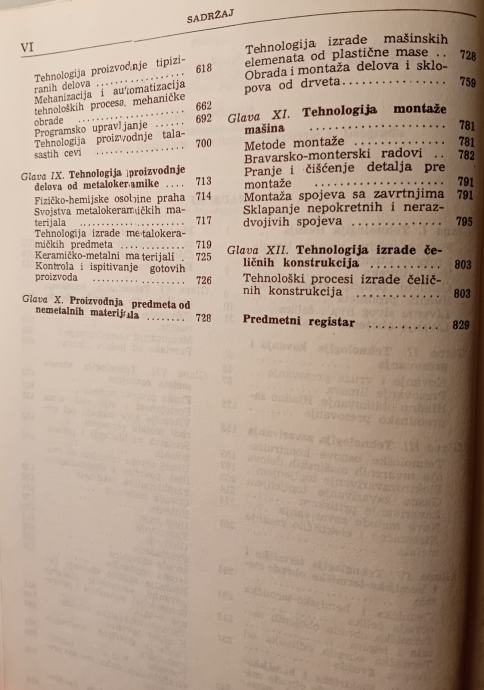 VI
SADRŽAJ
Tehnologija proizvodnje tipizi-
ranih delova ............... 618
Mehanizacija i automatizacija
tehnoloških procesa, mehaničke
obrade ............... 662
Programsko upravljanje ....... 692
Tehnologija proizvodnje tala-
sastih cevi ............... 700
Glava IX. Tehnologija proizvodnje
delova od metalokeramike .... 713
Fizičko-hemijske osobine praha 714
Svojstva metalokeramičkih ma-
terijala ............... 717
Tehnologija izrade metalokera-
mičkih predmeta ............ 719
Keramičko-metalni materijali . 725
Kontrola i ispitivanje gotovih
proizvoda ............... 726
Glava X. Proizvodnja predmeta od
nemetalnih materijala ........ 728
Tehnologija izrade mašinskih
elemenata od plastične mase .. 728
Obrada i montaža delova i sklo-
pova od drveta............... 759
Glava XI. Tehnologija montaže
mašina ............... 781
Metode montaže ............ 781
Bravarsko-monterski radovi .. 782
Pranje i čišćenje detalja pre
montaže ............... 791
Montaža spojeva sa zavrtnjima 791
Sklapanje nepokretnih i neraz-
dvojivih spojeva ............ 795
Glava XII. Tehnologija izrade če-
ličnih konstrukcija .......... 803
Tehnološki procesi izrade čelič-
nih konstrukcija ............ 803
Predmetni registar ........... 829